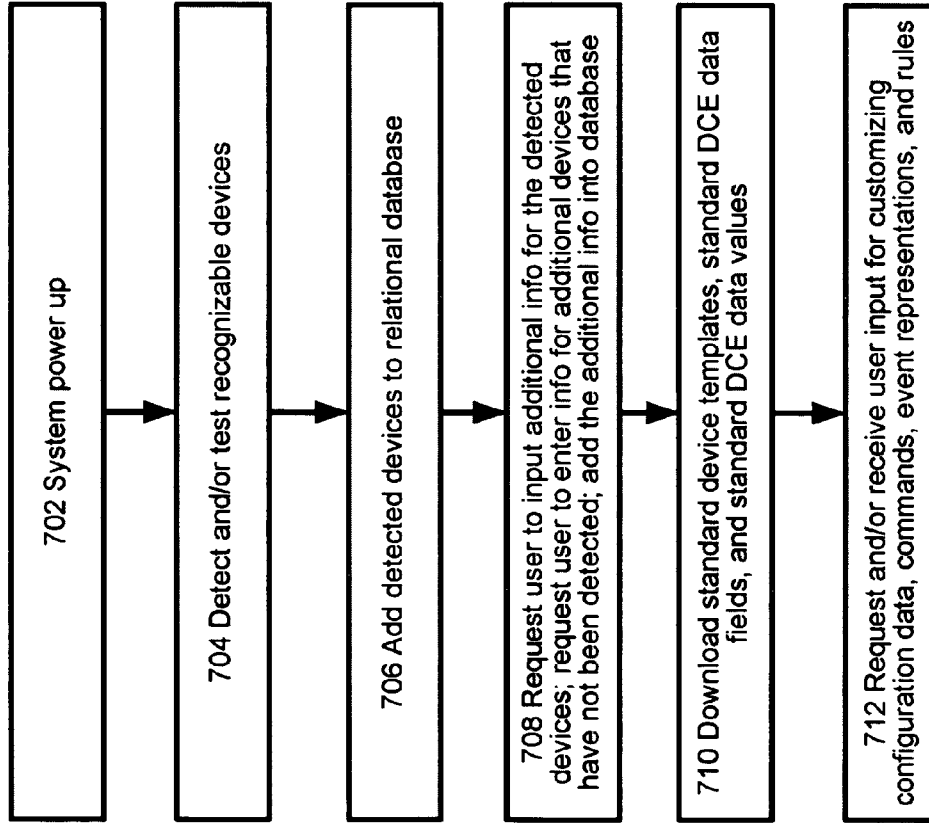 702 System power up
704 Detect and/or test recognizable devices
706 Add detected devices to relational database
708 Request user to input additional info for the detected
devices; request user to enter info for additional devices that
have not been detected; add the additional info into database
710 Download standard device templates, standard DCE data
fields, and standard DCE data values
712 Request and/or receive user input for customizing
configuration data, commands, event representations, and rules